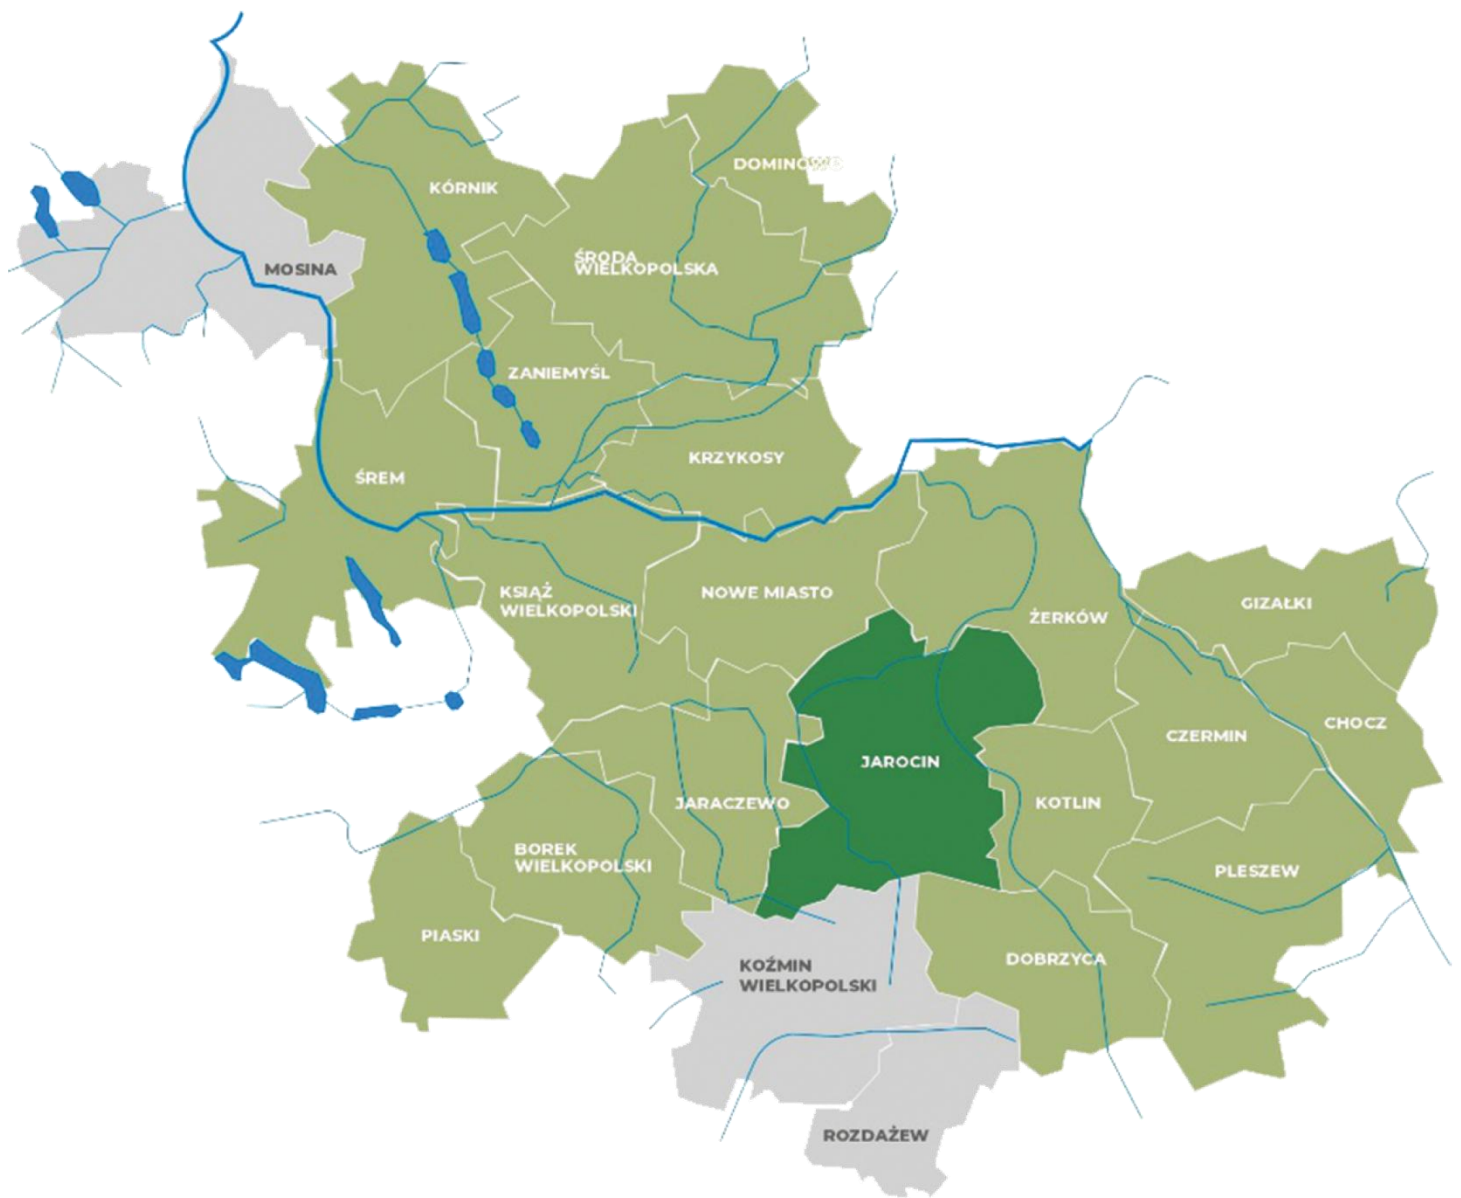 DOMINOWO
KÓRNIK
ŚRODA
WIELKOPOLSKA
MOSINA
ZANIEMYŚL
KRZYKOSY
ŚREM
KSIĄŻ
WIELKOPOLSKI
NOWE MIASTO
GIZAŁKI
ŻERKÓW
CHOCZ
CZERMIN
JAROCIN
JARACZEWO
KOTLIN
BOREK
WIELKOPOLSKI
PLESZEW
PIASKI
DOBRZYCA
KOŹMIN
WIELKOPOLSKI
ROZDAŻEW